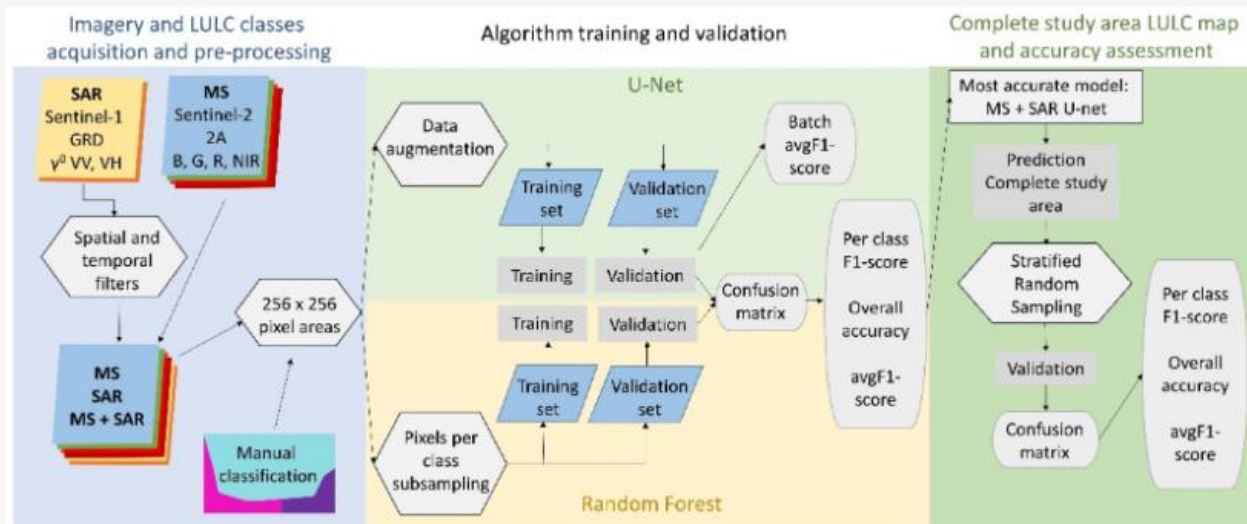 Imagery and LULC classes
acquisition and pre-processing
Algorithm training and validation
Complete study area LULC map
and accuracy assessment
SAR
Sentinel-1
GRD
γ⁰ VV, VH
MS
Sentinel-2
2A
B, G, R, NIR
Spatial and
temporal
filters
256 x 256
pixel areas
MS
SAR
MS + SAR
Manual
classification
U-Net
Data
augmentation
Training
set
Validation
set
Batch
avgF1-
score
Training
Validation
Training
Validation
Confusion
matrix
Per class
F1-score
Overall
accuracy
avgF1-
score
Training
set
Validation
set
Pixels per
class
subsampling
Random Forest
Most accurate model:
MS + SAR U-net
Prediction
Complete study
area
Stratified
Random
Sampling
Validation
Confusion
matrix
Per class
F1-score
Overall
accuracy
avgF1-
score